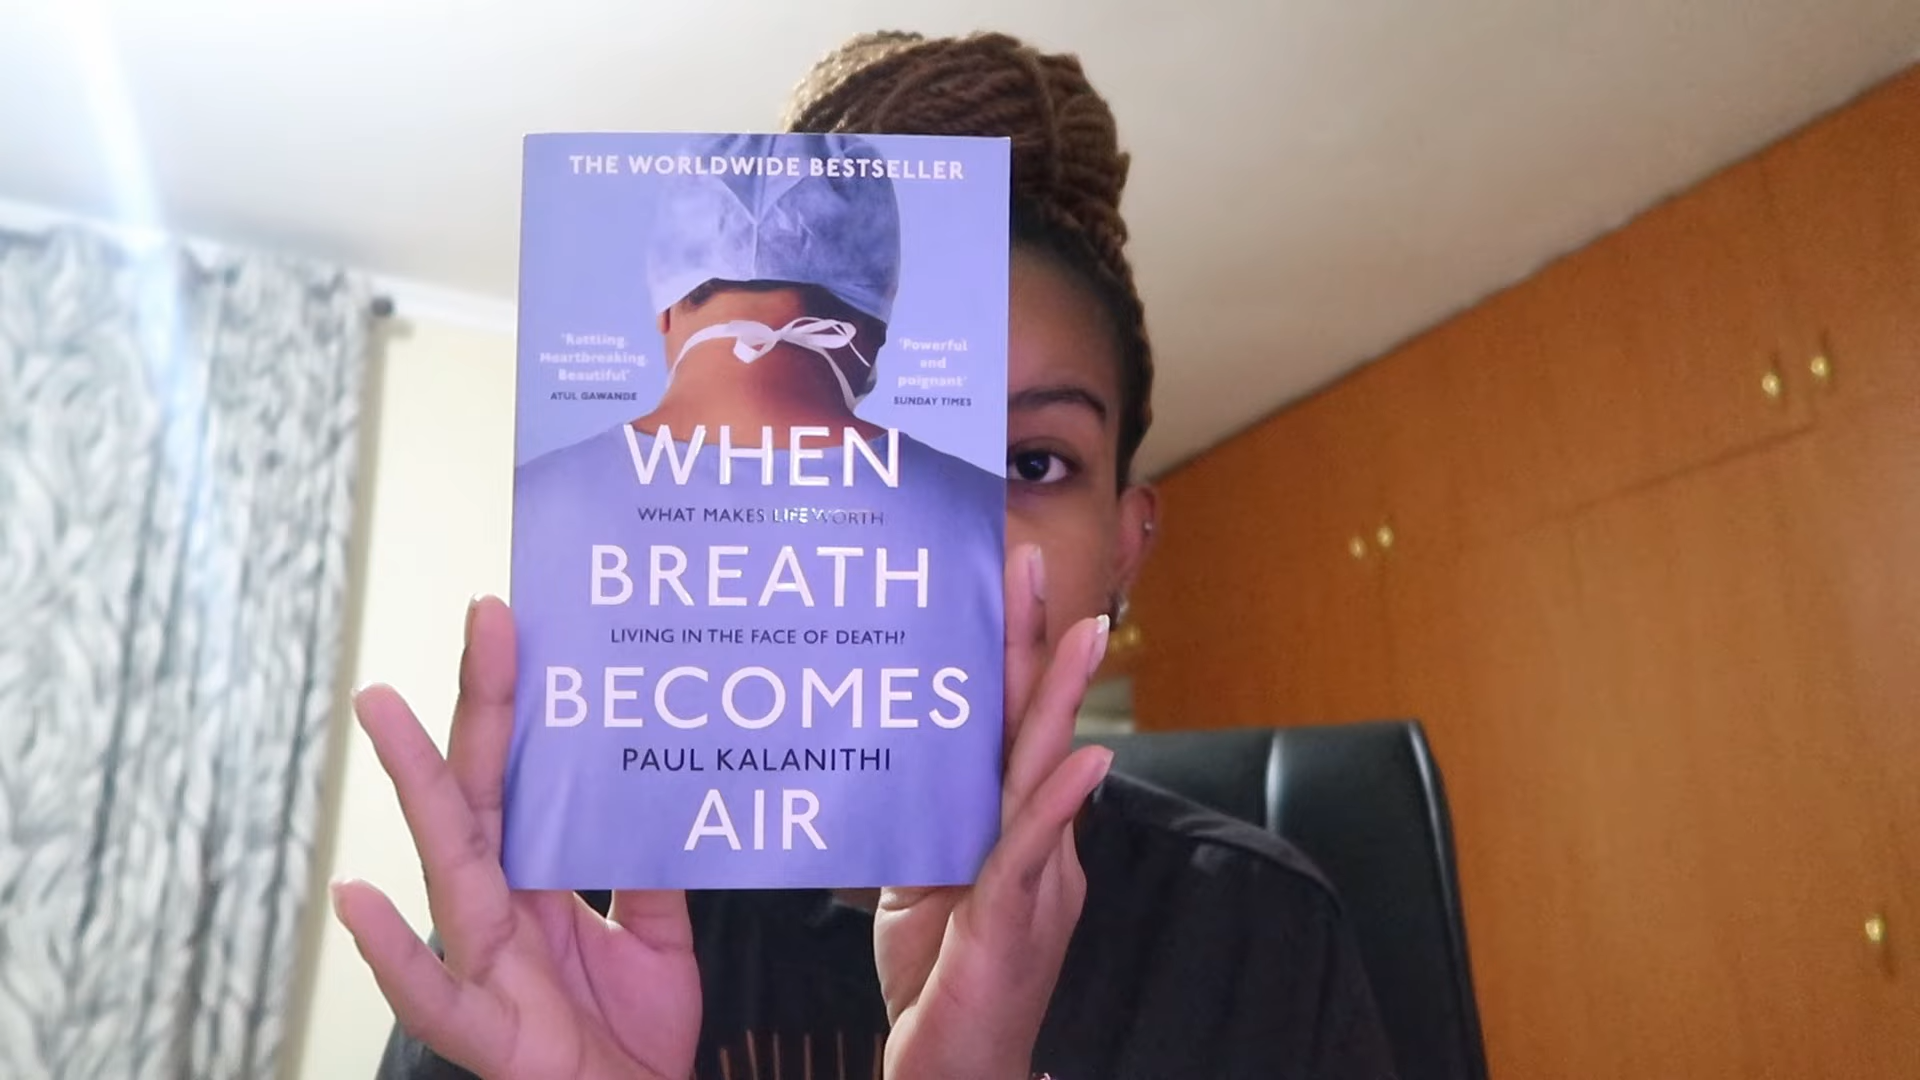 THE WORLDWIDE BESTSELLER
'Rattling.
Heartbreaking.
Beautiful'
ATUL GAWANDE
'Powerful
and
poignant'
SUNDAY TIMES
WHEN
WHAT MAKES LIFE WORTH
BREATH
LIVING IN THE FACE OF DEATH?
BECOMES
PAUL KALANITHI
AIR